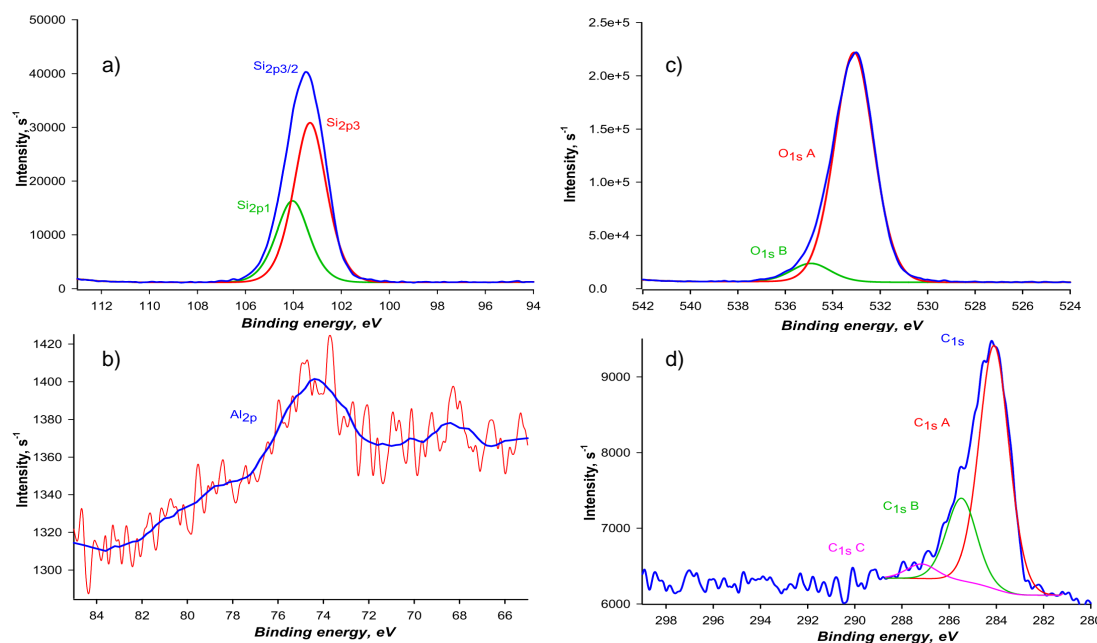 a)
Si2p3/2
Si2p3
Si2p1
Intensity, s-1
50000
40000
30000
20000
10000
0
112 110 108 106 104 102 100 98 96 94
Binding energy, eV
c)
O1s A
O1s B
Intensity, s-1
2.5e+5
2.0e+5
1.5e+5
1.0e+5
5.0e+4
0.0
542 540 538 536 534 532 530 528 526 524
Binding energy, eV
b)
Al2p
Intensity, s-1
1420
1400
1380
1360
1340
1320
1300
84 82 80 78 76 74 72 70 68 66
Binding energy, eV
d)
C1s
C1s A
C1s B
C1s C
Intensity, s-1
9000
8000
7000
6000
298 296 294 292 290 288 286 284 282 280
Binding energy, eV